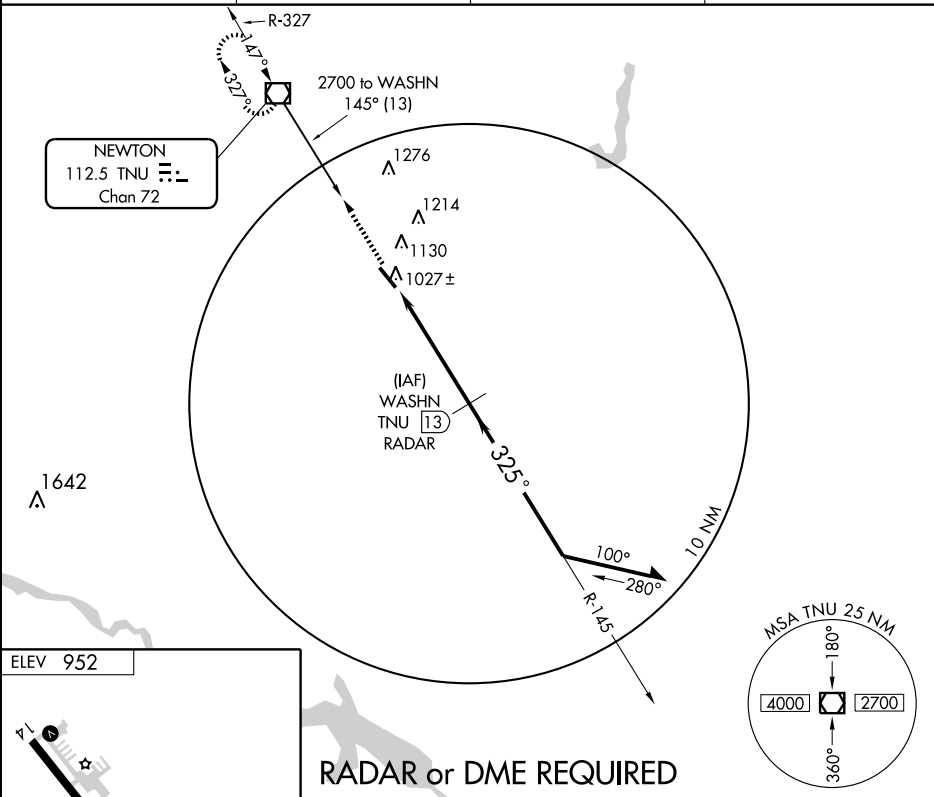 R-327
147°
327°
2700 to WASHN
145° (13)
NEWTON
112.5 TNU
Chan 72
1276
1214
1130
1027±
(IAF)
WASHN
TNU 13
RADAR
325°
1642
10 NM
100°
280°
R-145
MSA TNU 25 NM
180°
4000
2700
360°
ELEV 952
14
V
RADAR or DME REQUIRED